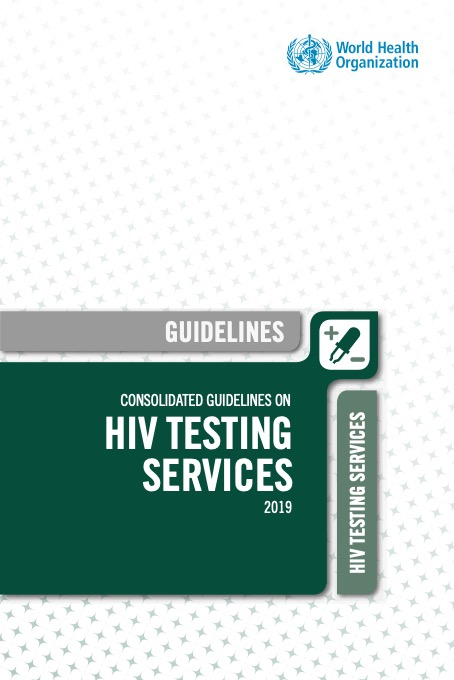 World Health
Organization
GUIDELINES
CONSOLIDATED GUIDELINES ON
HIV TESTING
SERVICES
2019
HIV TESTING SERVICES